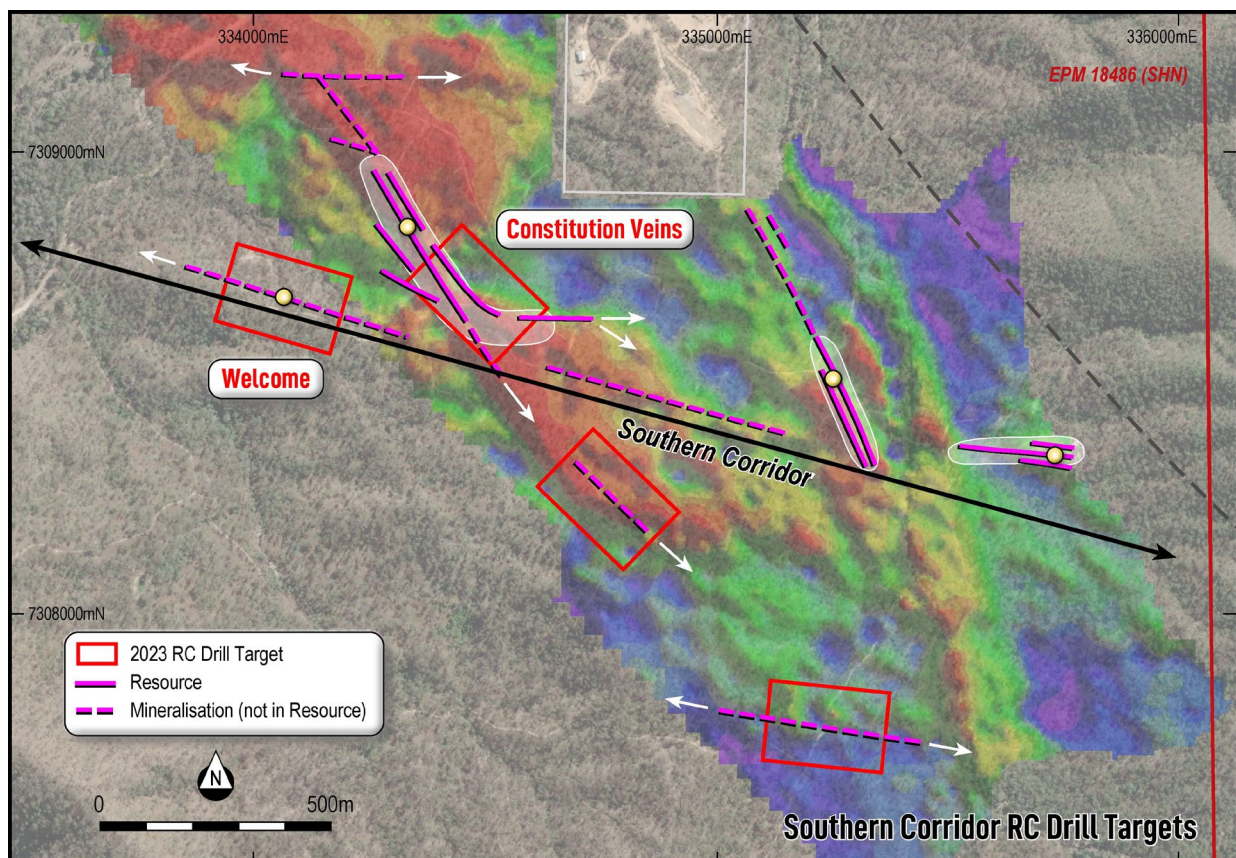 334000mE
335000mE
336000mE
EPM 18486 (SHN)
7309000mN
Constitution Veins
Welcome
Southern Corridor
7308000mN
2023 RC Drill Target
Resource
Mineralisation (not in Resource)
N
0 500m
Southern Corridor RC Drill Targets